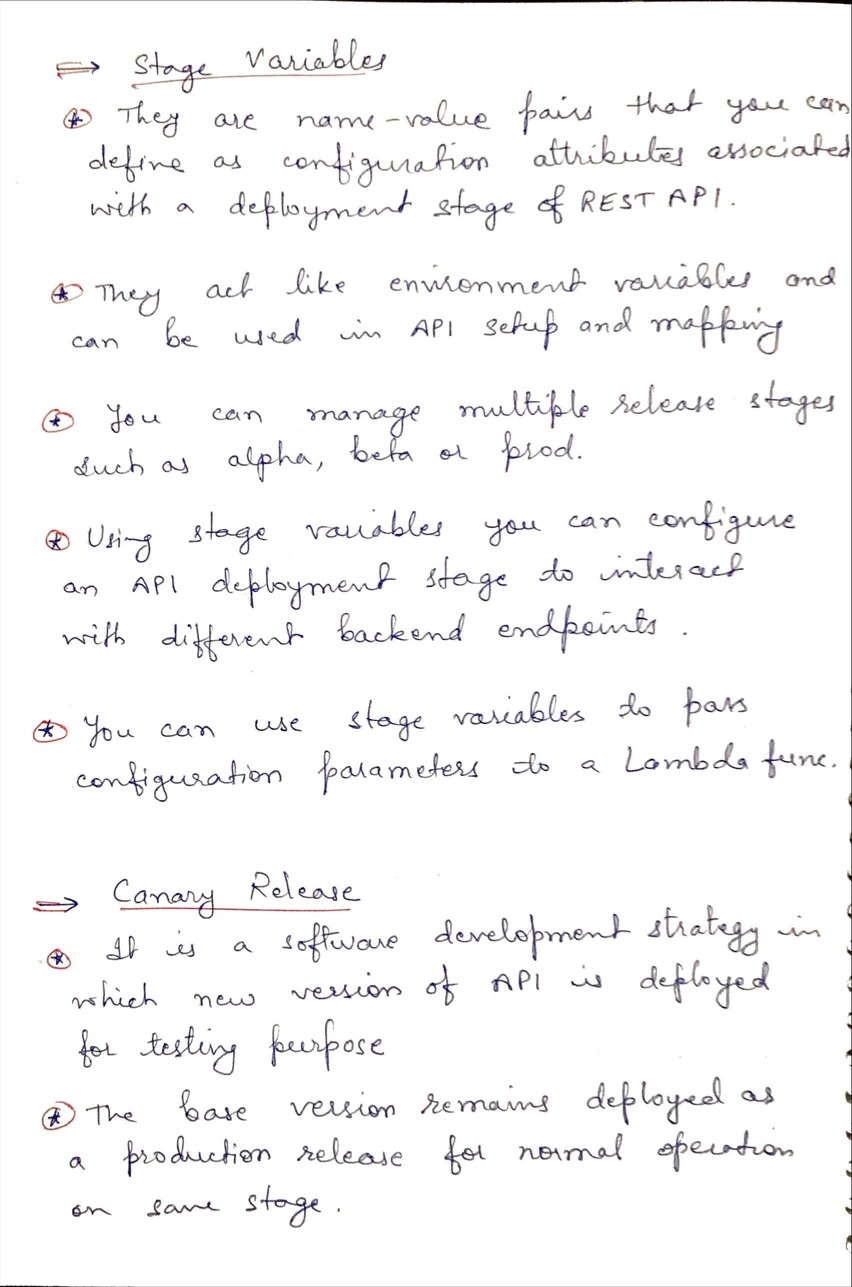 ⇒ Stage Variables
⊛ They are name-value pairs that you can
define as configuration attributes associated
with a deployment stage of REST API.
⊛ They act like environment variables and
can be used in API setup and mapping
⊛ You can manage multiple release stages
such as alpha, beta or prod.
⊛ Using stage variables you can configure
an API deployment stage to interact
with different backend endpoints.
⊛ You can use stage variables to pass
configuration parameters to a Lambda func.
⇒ Canary Release
⊛ It is a software development strategy in
which new version of API is deployed
for testing purpose
⊛ The base version remains deployed as
a production release for normal operation
on same stage.